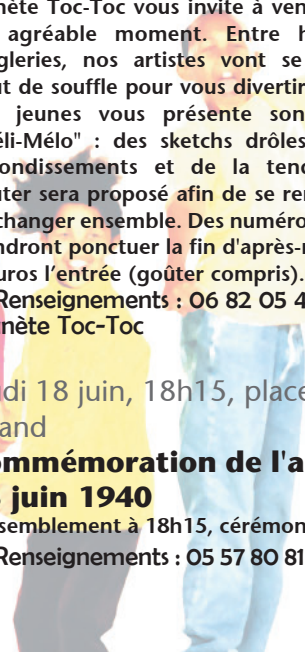 nète Toc-Toc vous invite à ven
agréable moment. Entre h
gleries, nos artistes vont se
ut de souffle pour vous divertir
jeunes vous présente son
éli-Mélo" : des sketchs drôles
ondissements et de la tend
ûter sera proposé afin de se ren
changer ensemble. Des numéro
ndront ponctuer la fin d'après-m
uros l’entrée (goûter compris).
Renseignements : 06 82 05 4
nète Toc-Toc
di 18 juin, 18h15, place
and
ommémoration de l'a
juin 1940
semblement à 18h15, cérémon
Renseignements : 05 57 80 81